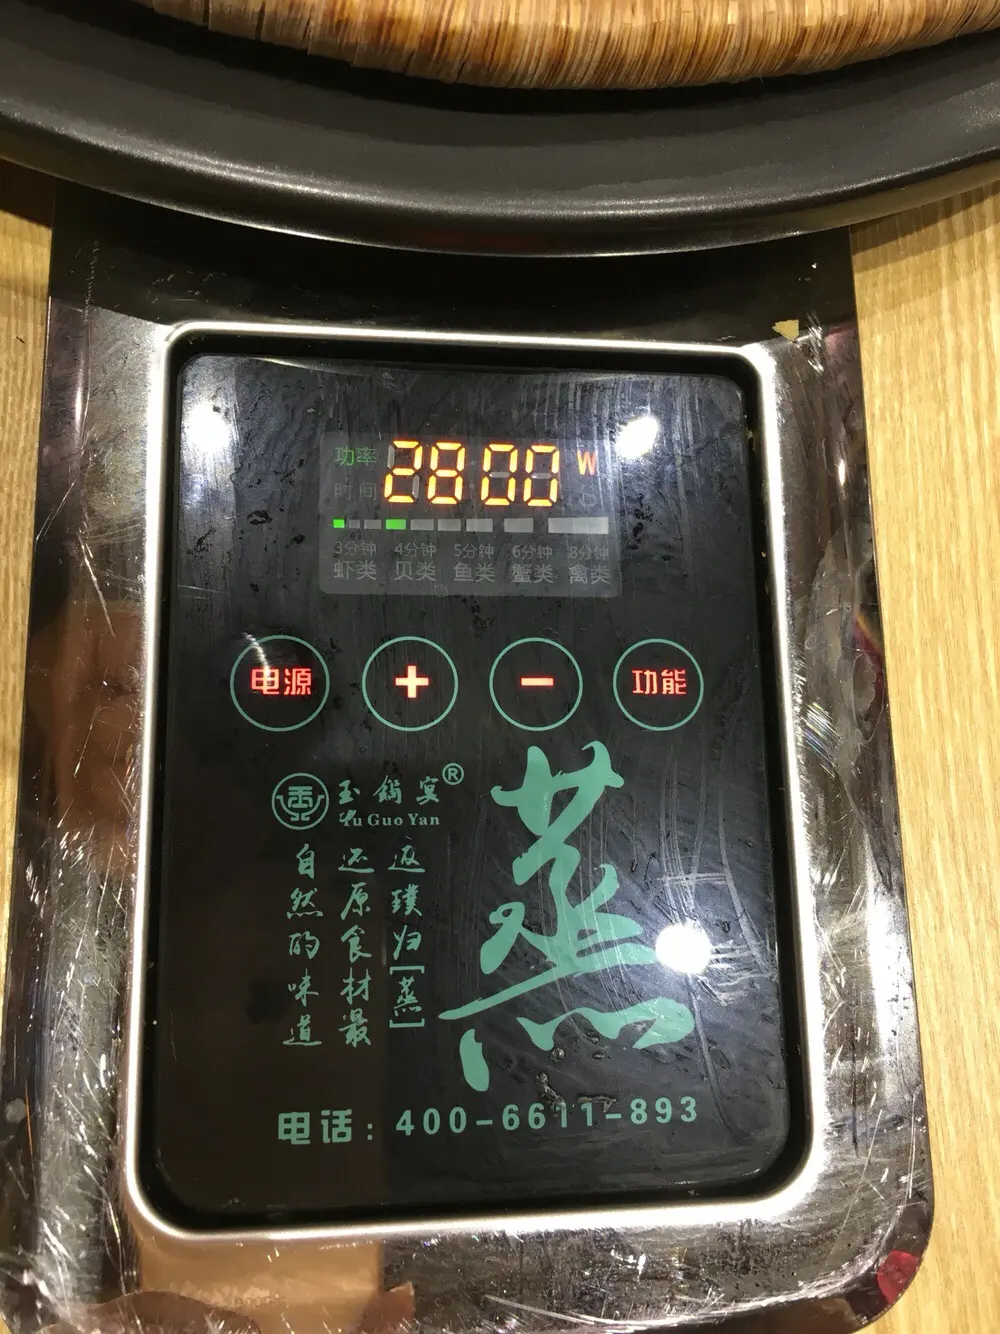 功率 2800 W
时间
3分钟 4分钟 5分钟 6分钟 8分钟
虾类 贝类 鱼类 蟹类 禽类
电源 + − 功能
玉鍋宴®
Yu Guo Yan
返璞归[蒸]
还原食材最
自然的味道
蒸
电话：400-6611-893